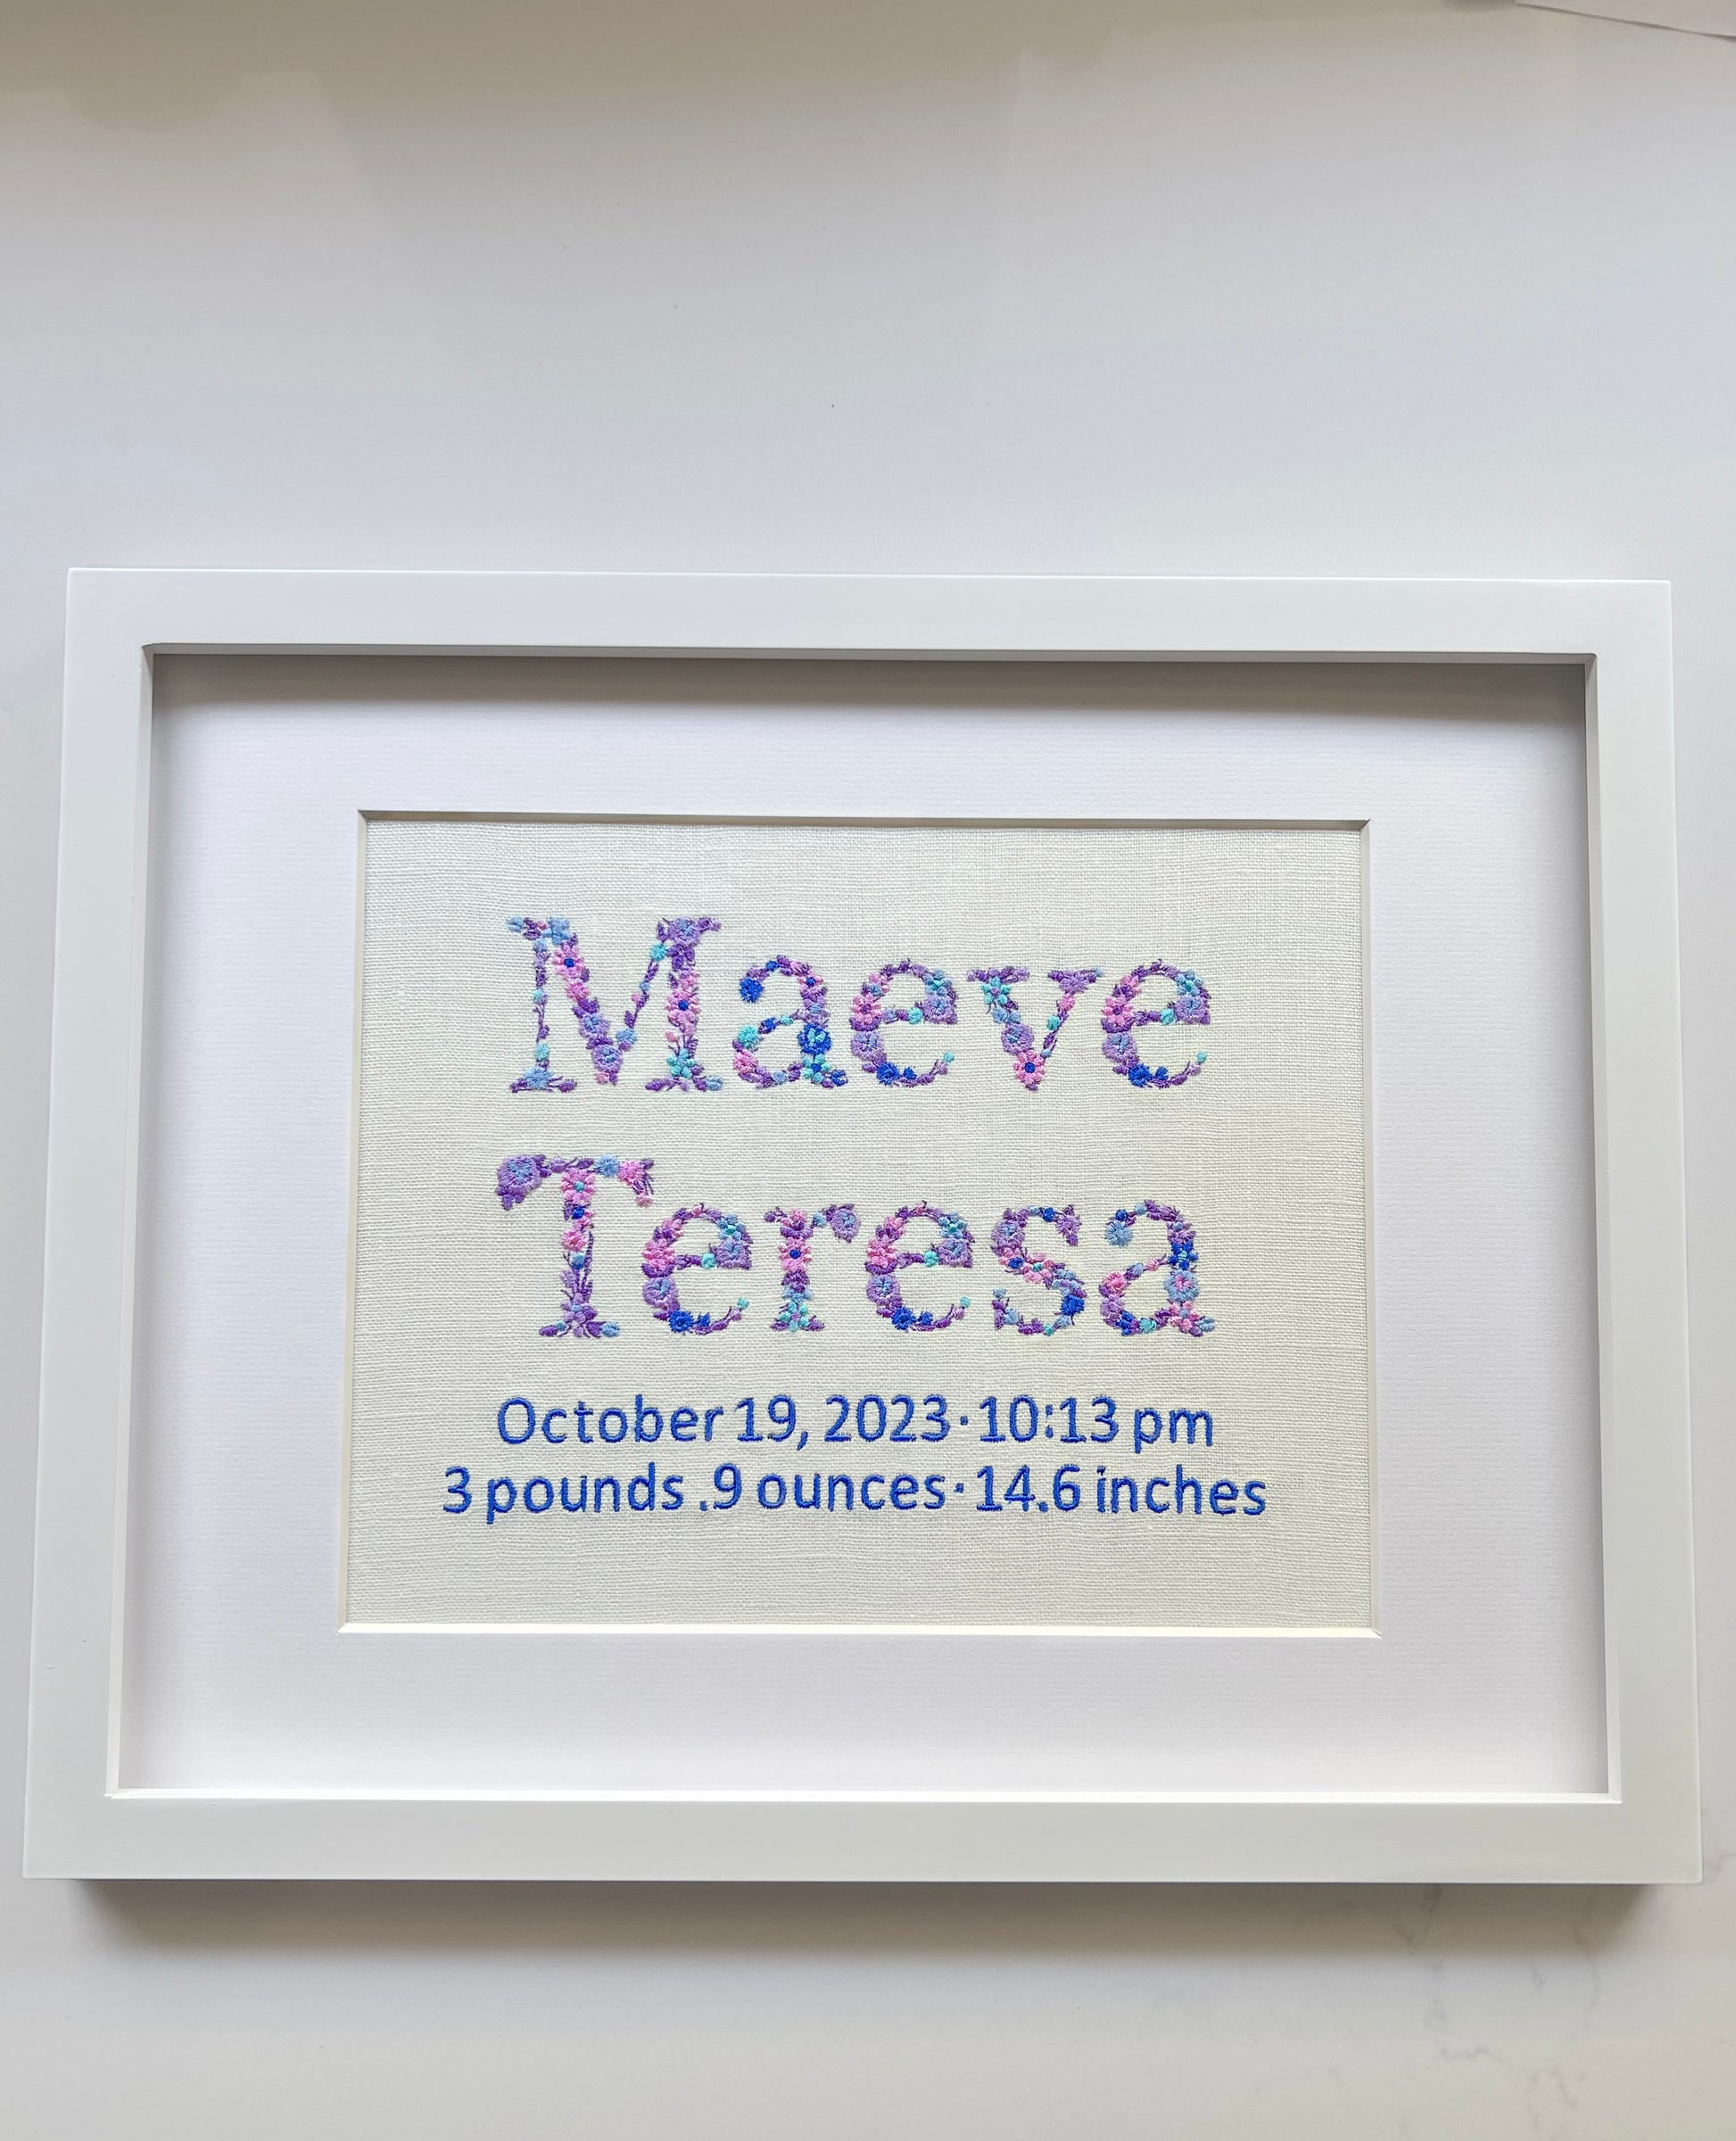 Maeve
Teresa
October 19, 2023·10:13 pm
3 pounds .9 ounces·14.6 inches